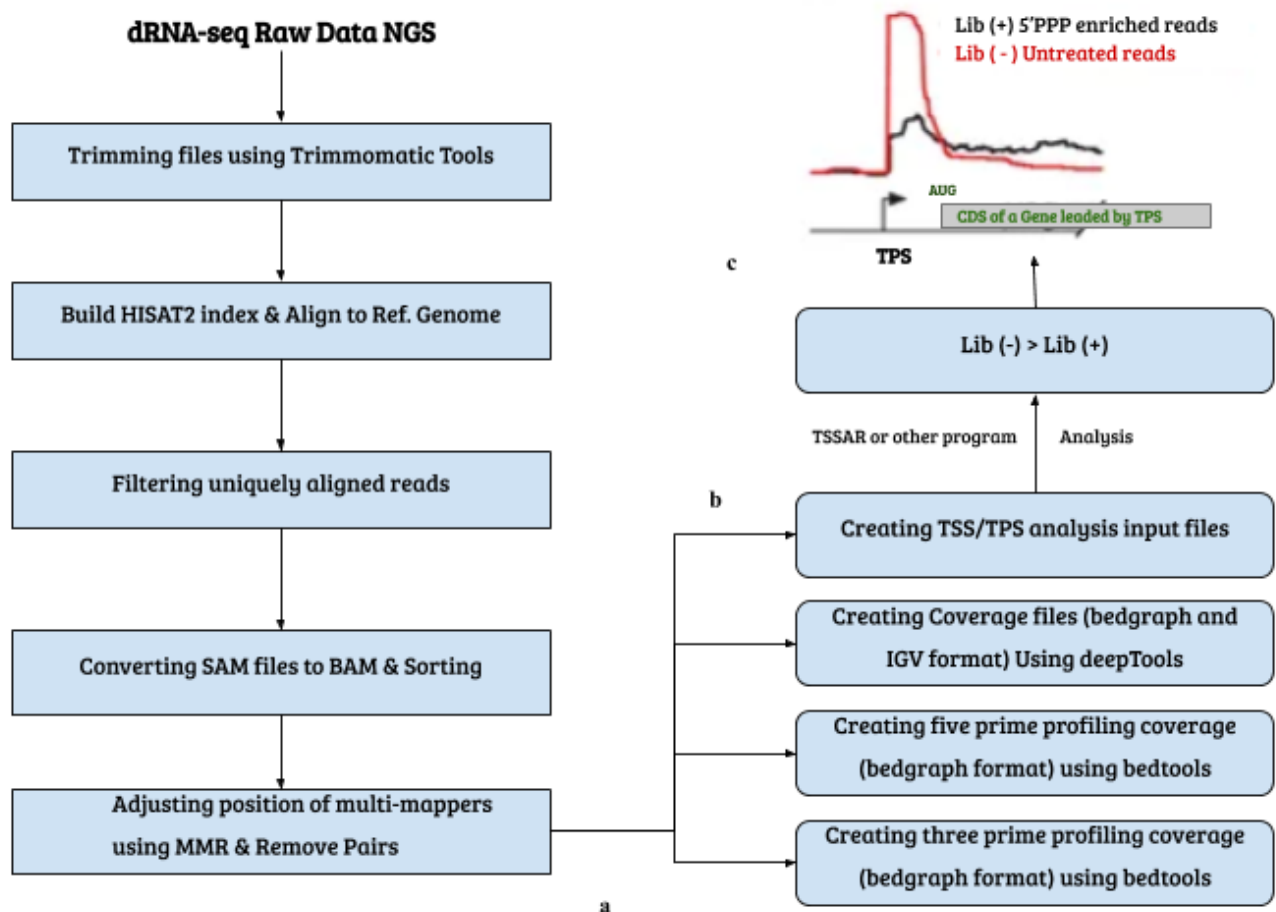 dRNA-seq Raw Data NGS
Trimming files using Trimmomatic Tools
Build HISAT2 index & Align to Ref. Genome
Filtering uniquely aligned reads
Converting SAM files to BAM & Sorting
Adjusting position of multi-mappers
using MMR & Remove Pairs
a
b
Creating TSS/TPS analysis input files
Creating Coverage files (bedgraph and
IGV format) Using deepTools
Creating five prime profiling coverage
(bedgraph format) using bedtools
Creating three prime profiling coverage
(bedgraph format) using bedtools
TSSAR or other program Analysis
Lib (-) > Lib (+)
c
Lib (+) 5'PPP enriched reads
Lib ( - ) Untreated reads
AUG
CDS of a Gene leaded by TPS
TPS